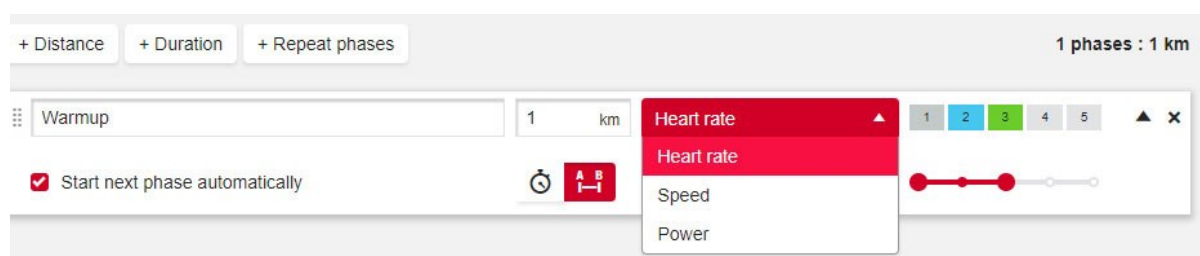 + Distance + Duration + Repeat phases 1 phases : 1 km
Warmup 1 km Heart rate 1 2 3 4 5
Heart rate
Start next phase automatically A B
Speed
Power